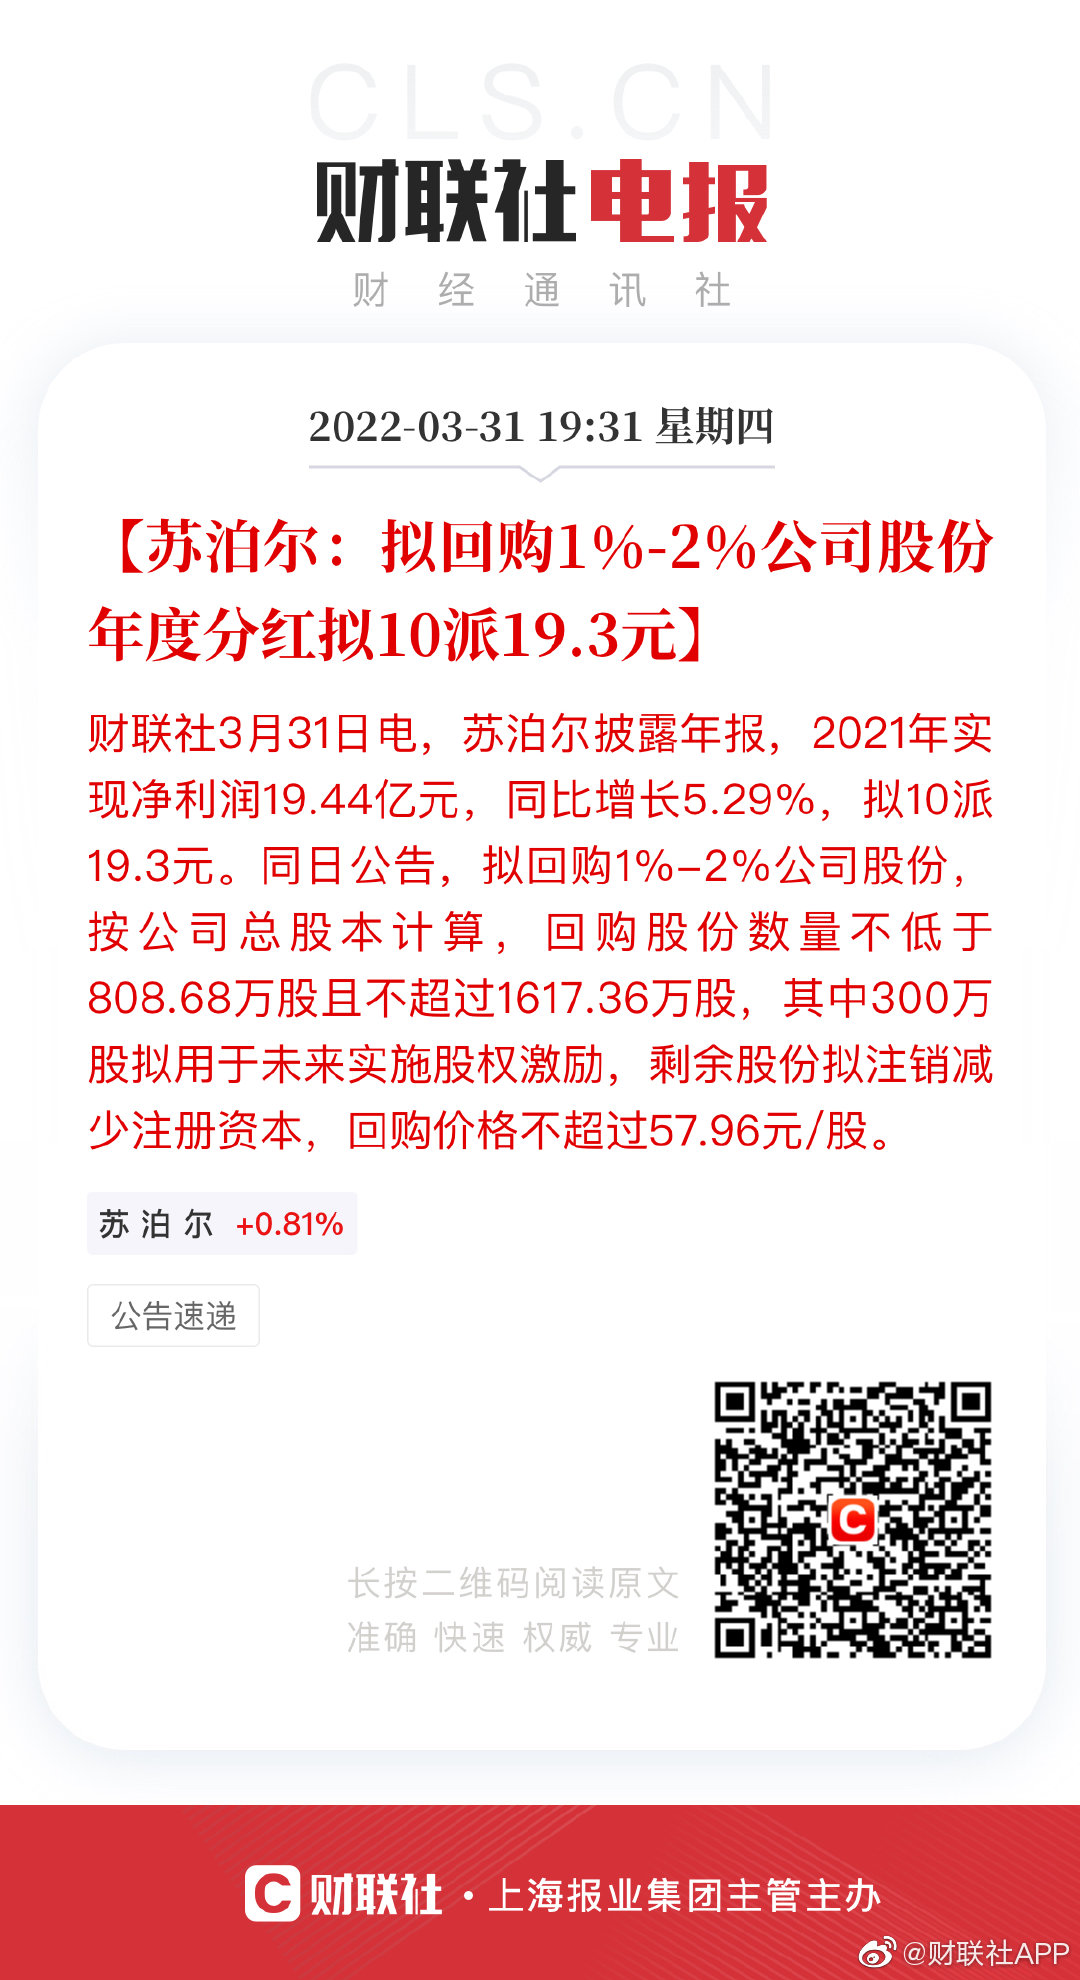 CLS.CN
财联社电报
财经通讯社
2022-03-31 19:31 星期四
【苏泊尔：拟回购1%-2%公司股份
年度分红拟10派19.3元】
财联社3月31日电，苏泊尔披露年报，2021年实
现净利润19.44亿元，同比增长5.29%，拟10派
19.3元。同日公告，拟回购1%-2%公司股份，
按公司总股本计算，回购股份数量不低于
808.68万股且不超过1617.36万股，其中300万
股拟用于未来实施股权激励，剩余股份拟注销减
少注册资本，回购价格不超过57.96元/股。
苏泊尔 +0.81%
公告速递
长按二维码阅读原文
准确 快速 权威 专业
财联社·上海报业集团主管主办
@财联社APP